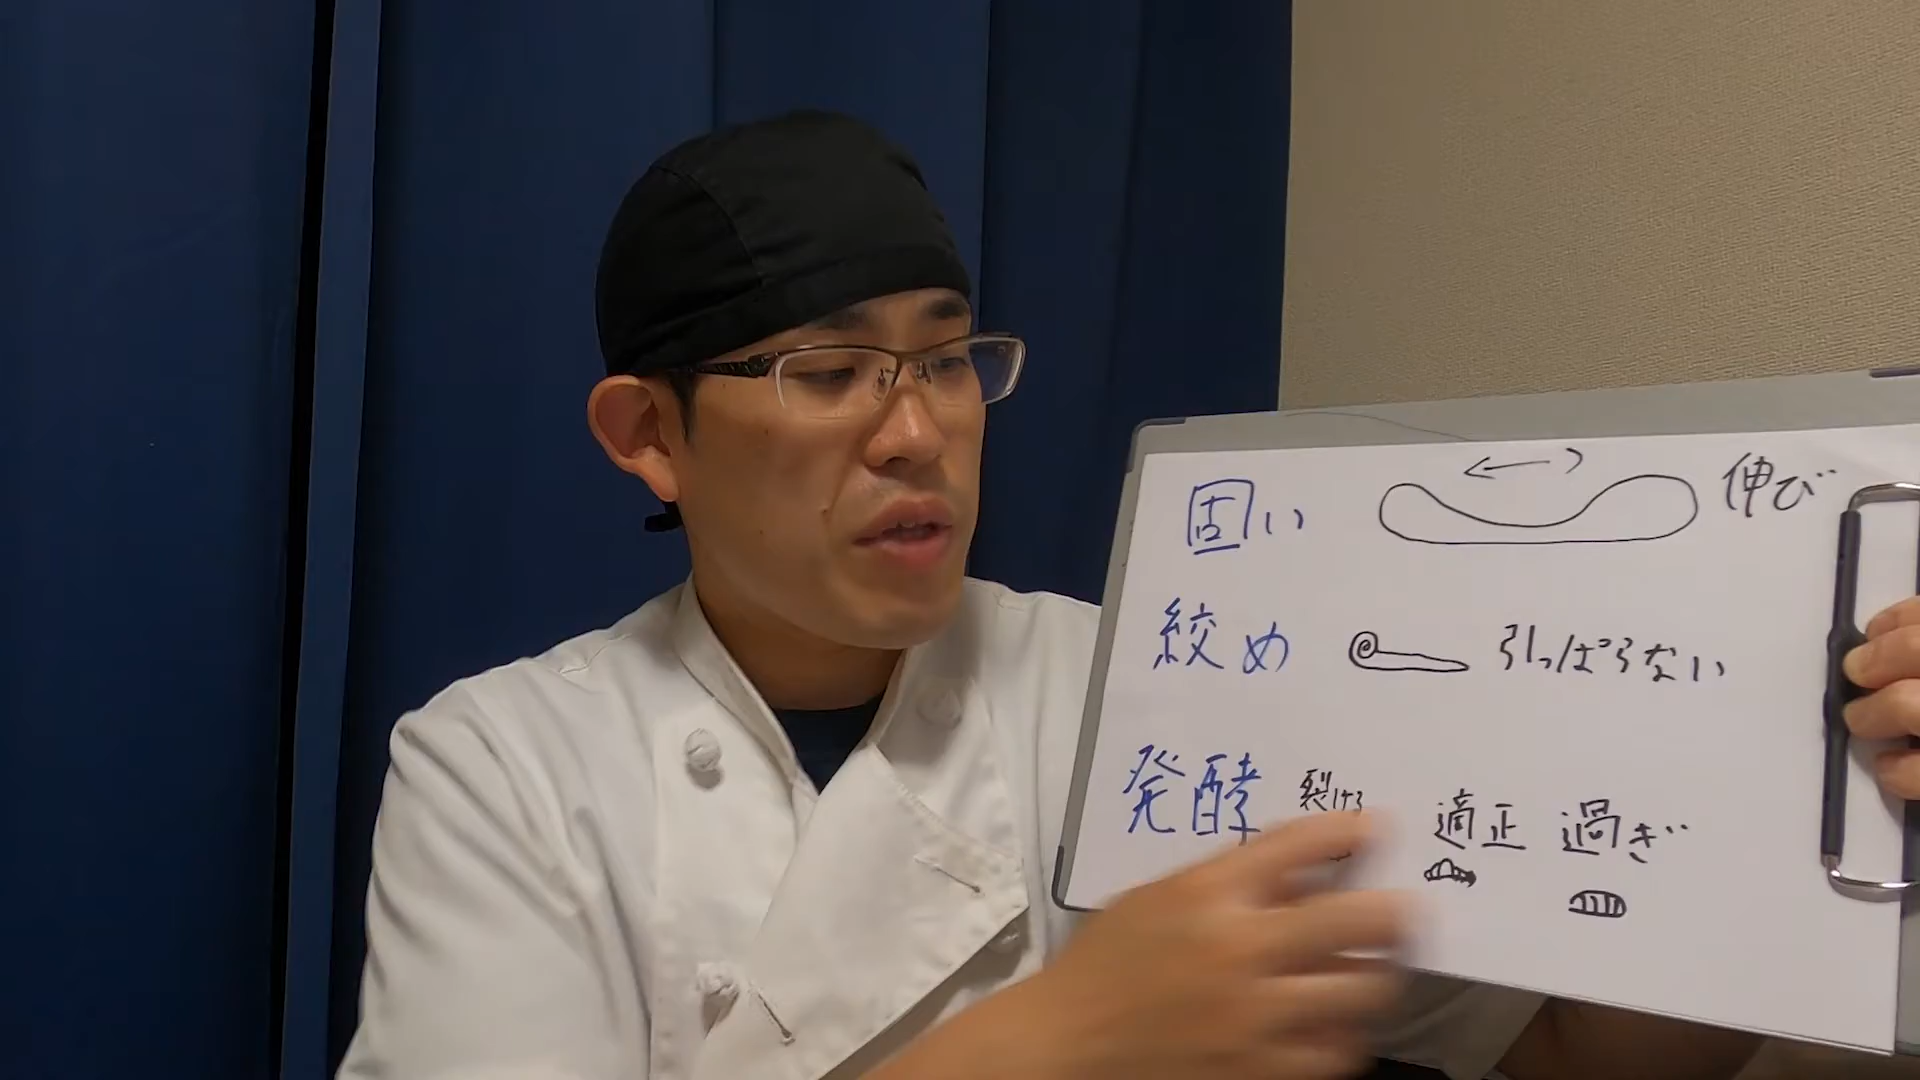 固い 伸び
絞め 引っぱらない
発酵 裂ける 適正 過ぎ